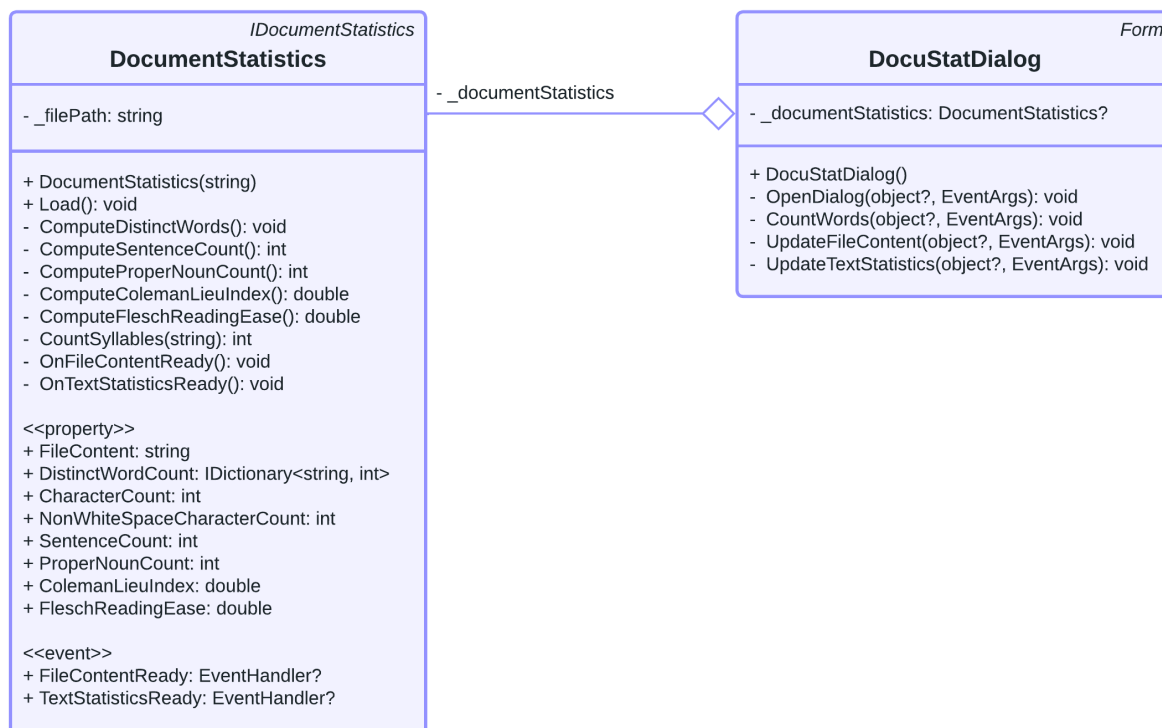 IDocumentStatistics
DocumentStatistics
- _filePath: string
+ DocumentStatistics(string)
+ Load(): void
- ComputeDistinctWords(): void
- ComputeSentenceCount(): int
- ComputeProperNounCount(): int
- ComputeColemanLieuIndex(): double
- ComputeFleschReadingEase(): double
- CountSyllables(string): int
- OnFileContentReady(): void
- OnTextStatisticsReady(): void
<<property>>
+ FileContent: string
+ DistinctWordCount: IDictionary<string, int>
+ CharacterCount: int
+ NonWhiteSpaceCharacterCount: int
+ SentenceCount: int
+ ProperNounCount: int
+ ColemanLieuIndex: double
+ FleschReadingEase: double
<<event>>
+ FileContentReady: EventHandler?
+ TextStatisticsReady: EventHandler?
- _documentStatistics
Form
DocuStatDialog
- _documentStatistics: DocumentStatistics?
+ DocuStatDialog()
- OpenDialog(object?, EventArgs): void
- CountWords(object?, EventArgs): void
- UpdateFileContent(object?, EventArgs): void
- UpdateTextStatistics(object?, EventArgs): void